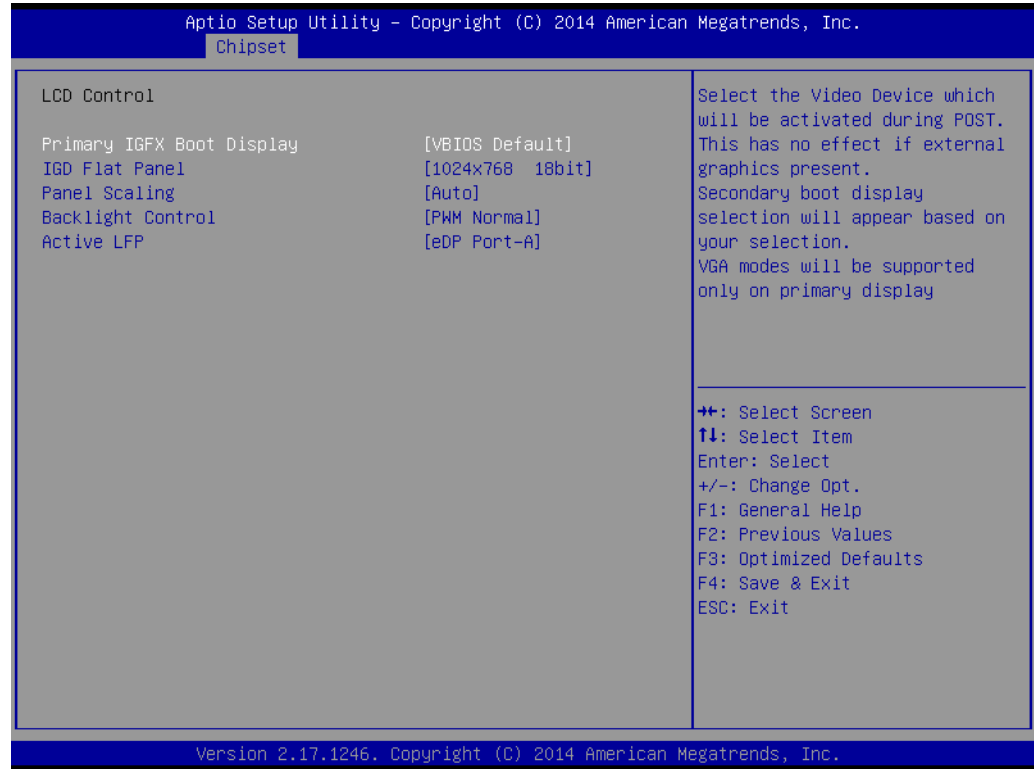 Aptio Setup Utility – Copyright (C) 2014 American Megatrends, Inc.
Chipset
LCD Control
Primary IGFX Boot Display [VBIOS Default]
IGD Flat Panel [1024x768 18bit]
Panel Scaling [Auto]
Backlight Control [PWM Normal]
Active LFP [eDP Port-A]
Select the Video Device which
will be activated during POST.
This has no effect if external
graphics present.
Secondary boot display
selection will appear based on
your selection.
VGA modes will be supported
only on primary display
→←: Select Screen
↑↓: Select Item
Enter: Select
+/-: Change Opt.
F1: General Help
F2: Previous Values
F3: Optimized Defaults
F4: Save & Exit
ESC: Exit
Version 2.17.1246. Copyright (C) 2014 American Megatrends, Inc.